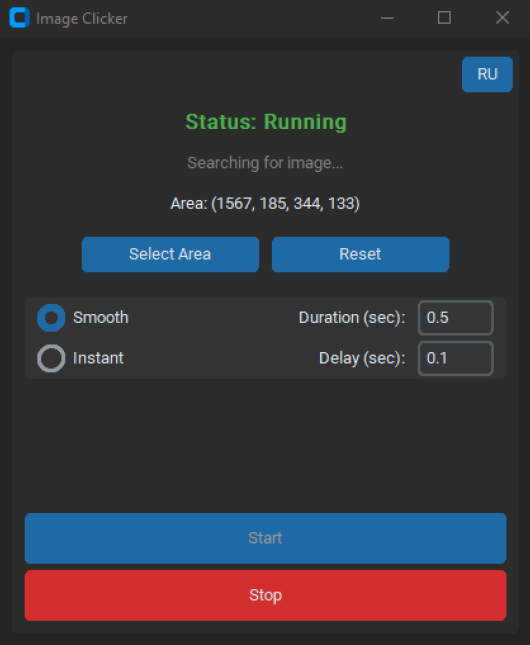 Image Clicker
RU
Status: Running
Searching for image...
Area: (1567, 185, 344, 133)
Select Area Reset
Smooth Duration (sec): 0.5
Instant Delay (sec): 0.1
Start
Stop